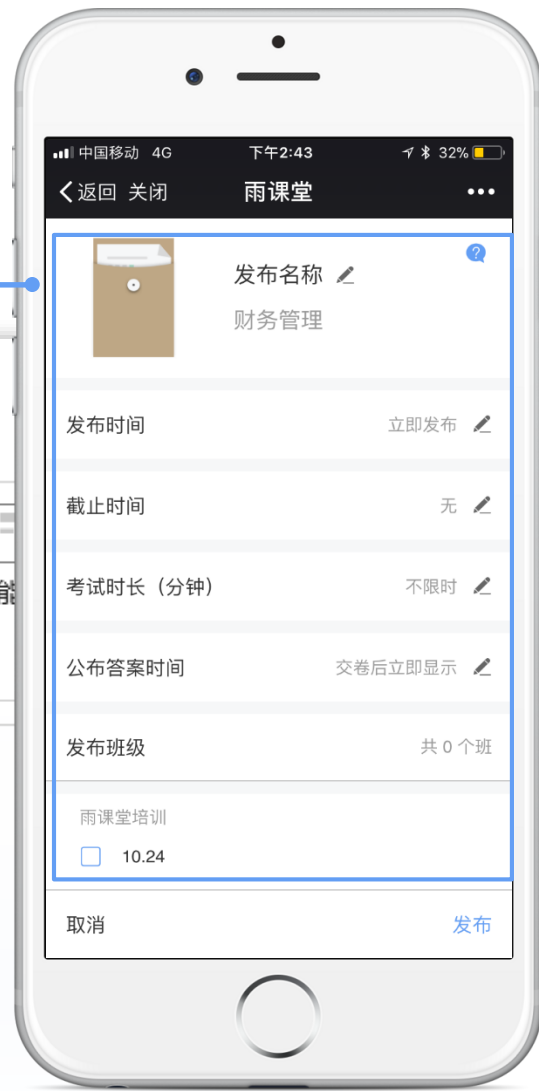 中国移动 4G 下午2:43 32%
返回 关闭 雨课堂
?
发布名称
财务管理
发布时间 立即发布
截止时间 无
考试时长（分钟） 不限时
能
公布答案时间 交卷后立即显示
发布班级 共 0 个班
雨课堂培训
10.24
取消 发布